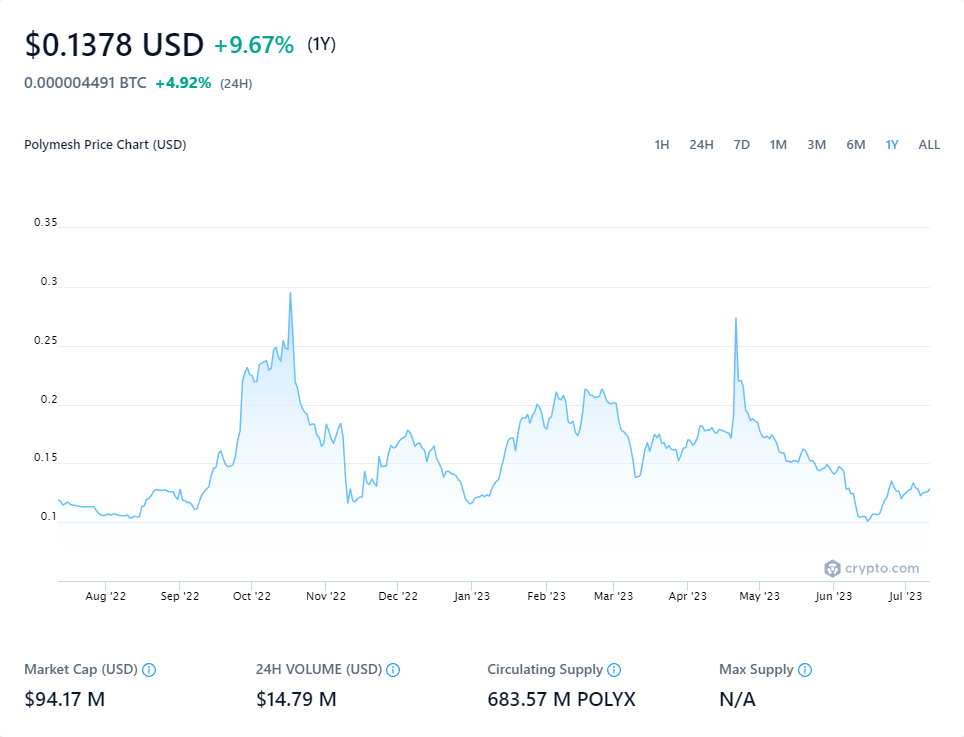 $0.1378 USD +9.67% (1Y)
0.000004491 BTC +4.92% (24H)
Polymesh Price Chart (USD) 1H 24H 7D 1M 3M 6M 1Y ALL
0.35
0.3
0.25
0.2
0.15
0.1
crypto.com
Aug '22 Sep '22 Oct '22 Nov '22 Dec '22 Jan '23 Feb '23 Mar '23 Apr '23 May '23 Jun '23 Jul '23
Market Cap (USD) 24H VOLUME (USD) Circulating Supply Max Supply
$94.17 M $14.79 M 683.57 M POLYX N/A